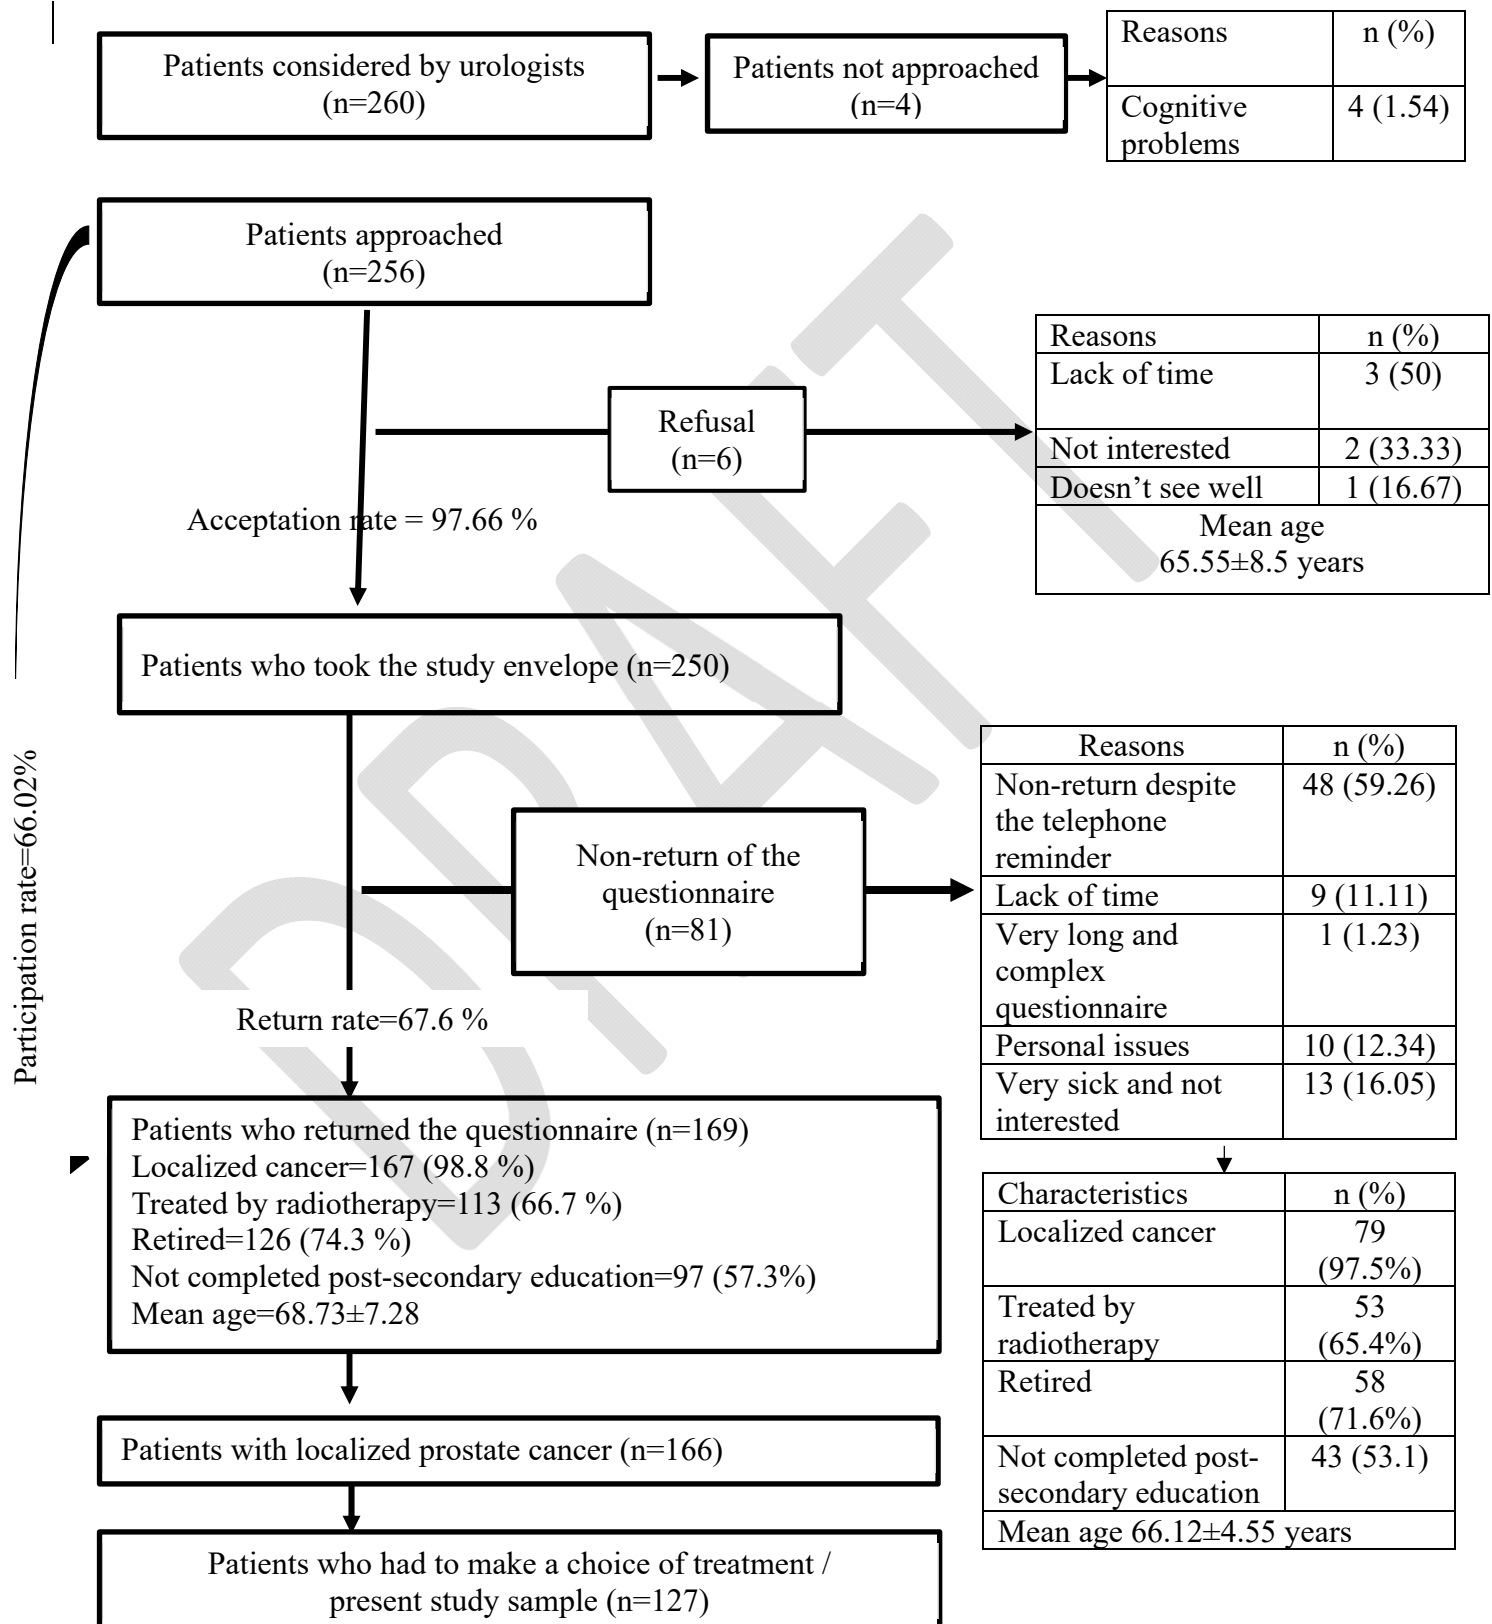 Patients considered by urologists
(n=260)
Patients not approached
(n=4)
Reasons n (%)
Cognitive 4 (1.54)
problems
Patients approached
(n=256)
Refusal
(n=6)
Reasons n (%)
Lack of time 3 (50)
Not interested 2 (33.33)
Doesn’t see well 1 (16.67)
Mean age
65.55±8.5 years
Acceptation rate = 97.66 %
Patients who took the study envelope (n=250)
Participation rate=66.02%
Non-return of the
questionnaire
(n=81)
Reasons n (%)
Non-return despite 48 (59.26)
the telephone
reminder
Lack of time 9 (11.11)
Very long and 1 (1.23)
complex
questionnaire
Personal issues 10 (12.34)
Very sick and not 13 (16.05)
interested
Return rate=67.6 %
Patients who returned the questionnaire (n=169)
Localized cancer=167 (98.8 %)
Treated by radiotherapy=113 (66.7 %)
Retired=126 (74.3 %)
Not completed post-secondary education=97 (57.3%)
Mean age=68.73±7.28
Characteristics n (%)
Localized cancer 79
(97.5%)
Treated by 53
radiotherapy (65.4%)
Retired 58
(71.6%)
Not completed post- 43 (53.1)
secondary education
Mean age 66.12±4.55 years
Patients with localized prostate cancer (n=166)
Patients who had to make a choice of treatment /
present study sample (n=127)
DRAFT